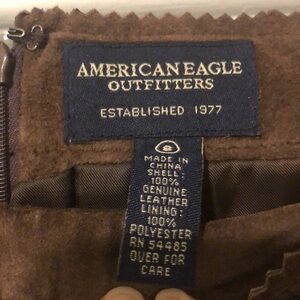 AMERICAN EAGLE
OUTFITTERS
ESTABLISHED 1977
8
MADE IN
CHINA
SHELL:
100%
GENUINE
LEATHER
LINING:
100%
POLYESTER
RN 54485
OVER FOR
CARE